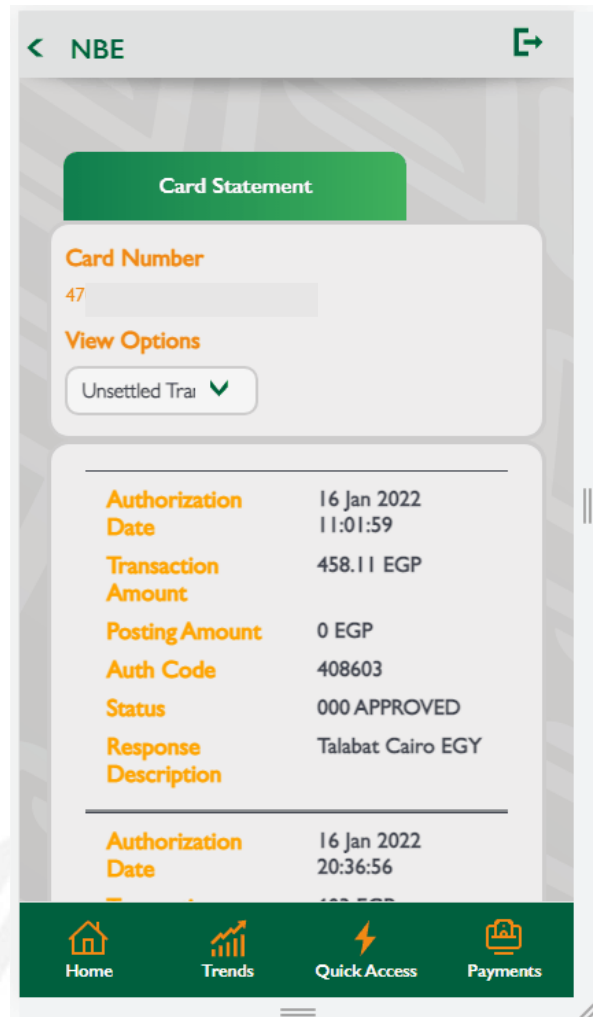 NBE
Card Statement
Card Number
47
View Options
Unsettled Tra
Authorization Date 16 Jan 2022 11:01:59
Transaction Amount 458.11 EGP
Posting Amount 0 EGP
Auth Code 408603
Status 000 APPROVED
Response Description Talabat Cairo EGY
Authorization Date 16 Jan 2022 20:36:56
Home Trends Quick Access Payments